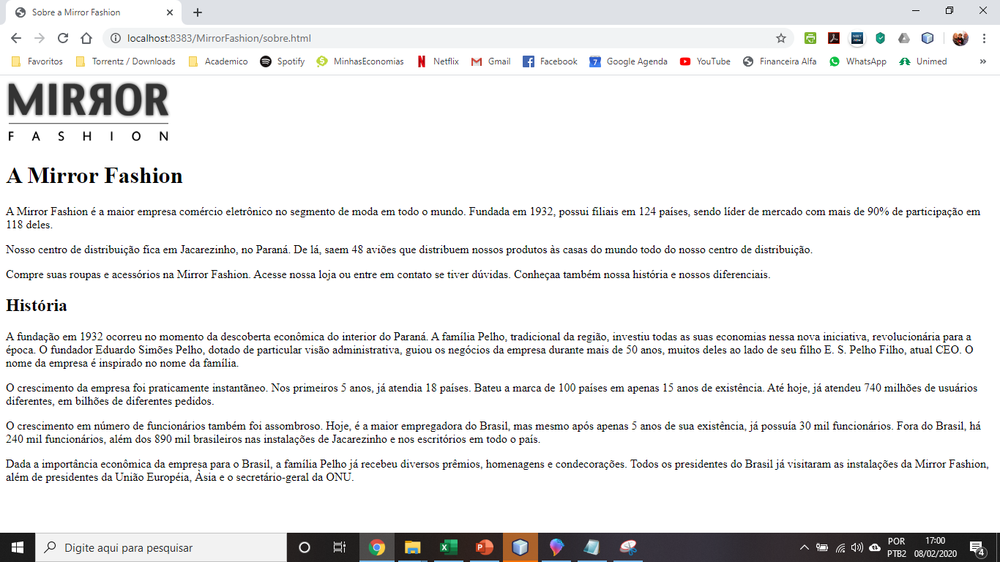 Sobre a Mirror Fashion
localhost:8383/MirrorFashion/sobre.html
Favoritos Torrentz / Downloads Academico Spotify MinhasEconomias Netflix Gmail Facebook 7 Google Agenda YouTube Financeira Alfa WhatsApp Unimed »
MIRЯOR
FASHION
A Mirror Fashion
A Mirror Fashion é a maior empresa comércio eletrônico no segmento de moda em todo o mundo. Fundada em 1932, possui filiais em 124 países, sendo líder de mercado com mais de 90% de participação em
118 deles.
Nosso centro de distribuição fica em Jacarezinho, no Paraná. De lá, saem 48 aviões que distribuem nossos produtos às casas do mundo todo do nosso centro de distribuição.
Compre suas roupas e acessórios na Mirror Fashion. Acesse nossa loja ou entre em contato se tiver dúvidas. Conheçaa também nossa história e nossos diferenciais.
História
A fundação em 1932 ocorreu no momento da descoberta econômica do interior do Paraná. A família Pelho, tradicional da região, investiu todas as suas economias nessa nova iniciativa, revolucionária para a
época. O fundador Eduardo Simões Pelho, dotado de particular visão administrativa, guiou os negócios da empresa durante mais de 50 anos, muitos deles ao lado de seu filho E. S. Pelho Filho, atual CEO. O
nome da empresa é inspirado no nome da família.
O crescimento da empresa foi praticamente instantãneo. Nos primeiros 5 anos, já atendia 18 países. Bateu a marca de 100 países em apenas 15 anos de existência. Até hoje, já atendeu 740 milhões de usuários
diferentes, em bilhões de diferentes pedidos.
O crescimento em número de funcionários também foi assombroso. Hoje, é a maior empregadora do Brasil, mas mesmo após apenas 5 anos de sua existência, já possuía 30 mil funcionários. Fora do Brasil, há
240 mil funcionários, além dos 890 mil brasileiros nas instalações de Jacarezinho e nos escritórios em todo o país.
Dada a importância econômica da empresa para o Brasil, a família Pelho já recebeu diversos prêmios, homenagens e condecorações. Todos os presidentes do Brasil já visitaram as instalações da Mirror Fashion,
além de presidentes da União Européia, Àsia e o secretário-geral da ONU.
Digite aqui para pesquisar
POR 17:00
PTB2 08/02/2020 4